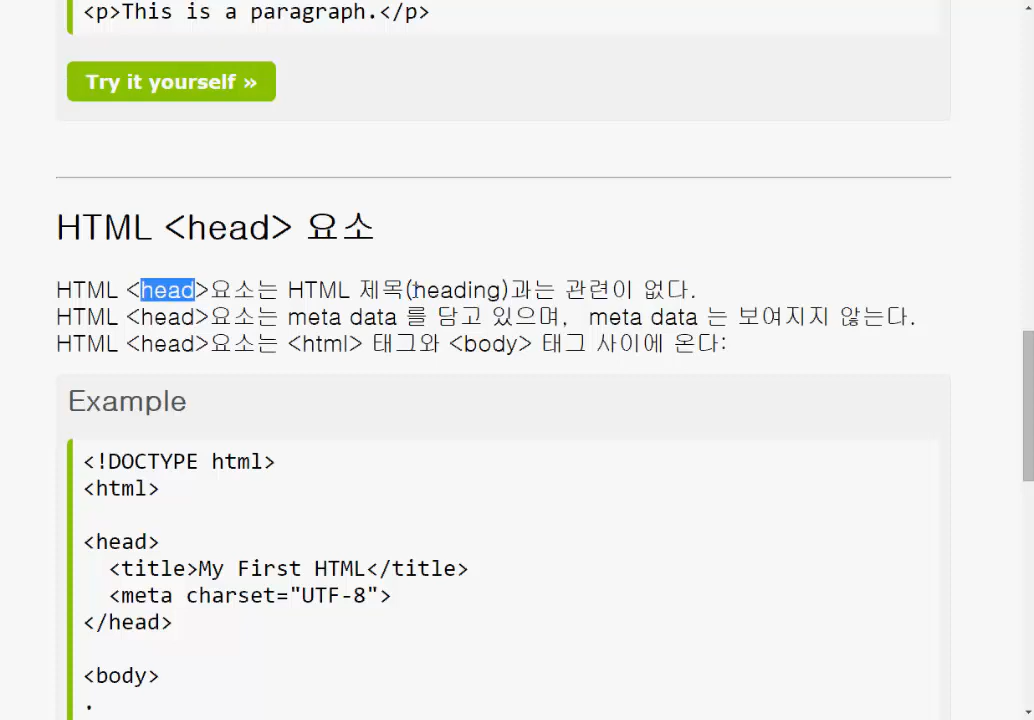 <p>This is a paragraph.</p>
Try it yourself »
HTML <head> 요소
HTML <head>요소는 HTML 제목(heading)과는 관련이 없다.
HTML <head>요소는 meta data 를 담고 있으며, meta data 는 보여지지 않는다.
HTML <head>요소는 <html> 태그와 <body> 태그 사이에 온다:
Example
<!DOCTYPE html>
<html>
<head>
<title>My First HTML</title>
<meta charset="UTF-8">
</head>
<body>
.